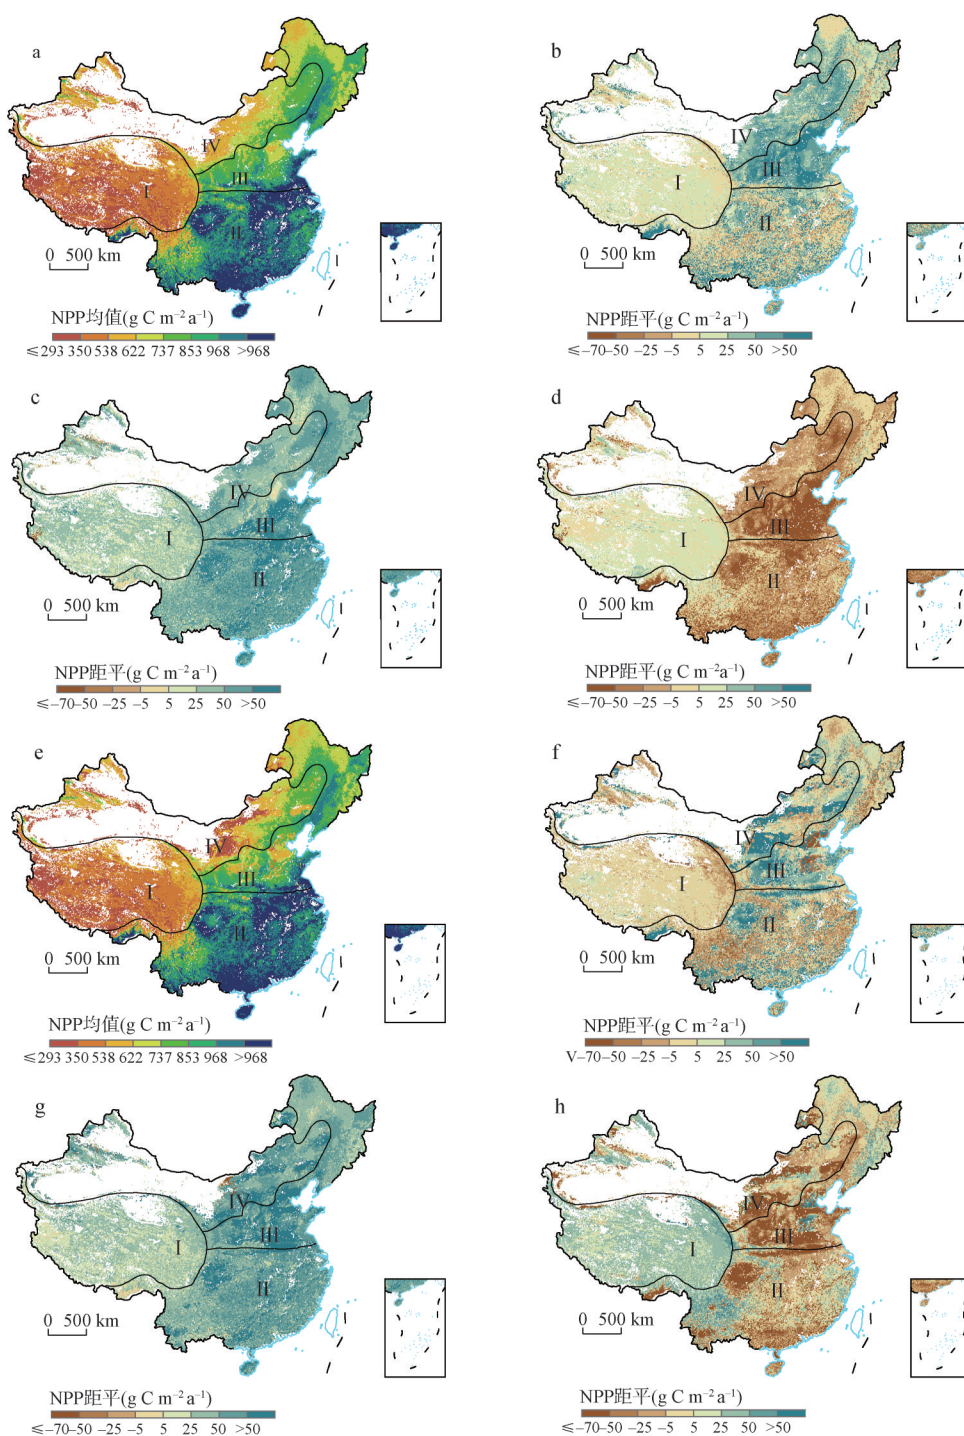 a
IV
I
III
II
0 500 km
NPP均值(g C m⁻² a⁻¹)
≤293 350 538 622 737 853 968 >968
b
IV
I
III
II
0 500 km
NPP距平(g C m⁻² a⁻¹)
≤–70–50 –25 –5 5 25 50 >50
c
IV
I
III
II
0 500 km
NPP距平(g C m⁻² a⁻¹)
≤–70–50 –25 –5 5 25 50 >50
d
IV
I
III
II
0 500 km
NPP距平(g C m⁻² a⁻¹)
≤–70–50 –25 –5 5 25 50 >50
e
IV
I
III
II
0 500 km
NPP均值(g C m⁻² a⁻¹)
≤293 350 538 622 737 853 968 >968
f
IV
I
III
II
0 500 km
NPP距平(g C m⁻² a⁻¹)
V–70–50 –25 –5 5 25 50 >50
g
IV
I
III
II
0 500 km
NPP距平(g C m⁻² a⁻¹)
≤–70–50 –25 –5 5 25 50 >50
h
IV
I
III
II
0 500 km
NPP距平(g C m⁻² a⁻¹)
≤–70–50 –25 –5 5 25 50 >50